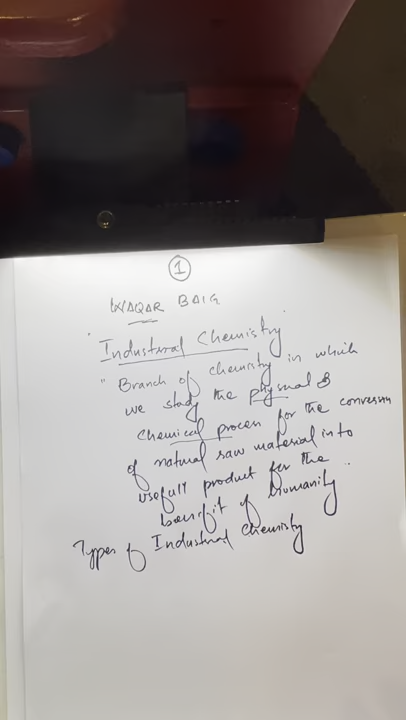 1
WAQAR BAIG
"Industrial Chemistry"
"Branch of chemistry in which
we study the physical &
chemical process for the conversion
of natural raw material into
usefull product for the
benifit of humanity"
Types of Industrial Chemistry